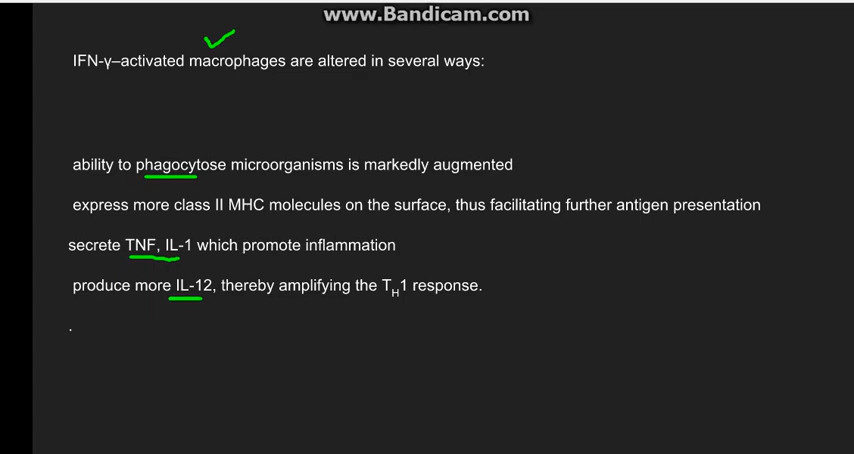 www.Bandicam.com
IFN-γ–activated macrophages are altered in several ways:
ability to phagocytose microorganisms is markedly augmented
express more class II MHC molecules on the surface, thus facilitating further antigen presentation
secrete TNF, IL-1 which promote inflammation
produce more IL-12, thereby amplifying the TH1 response.
.